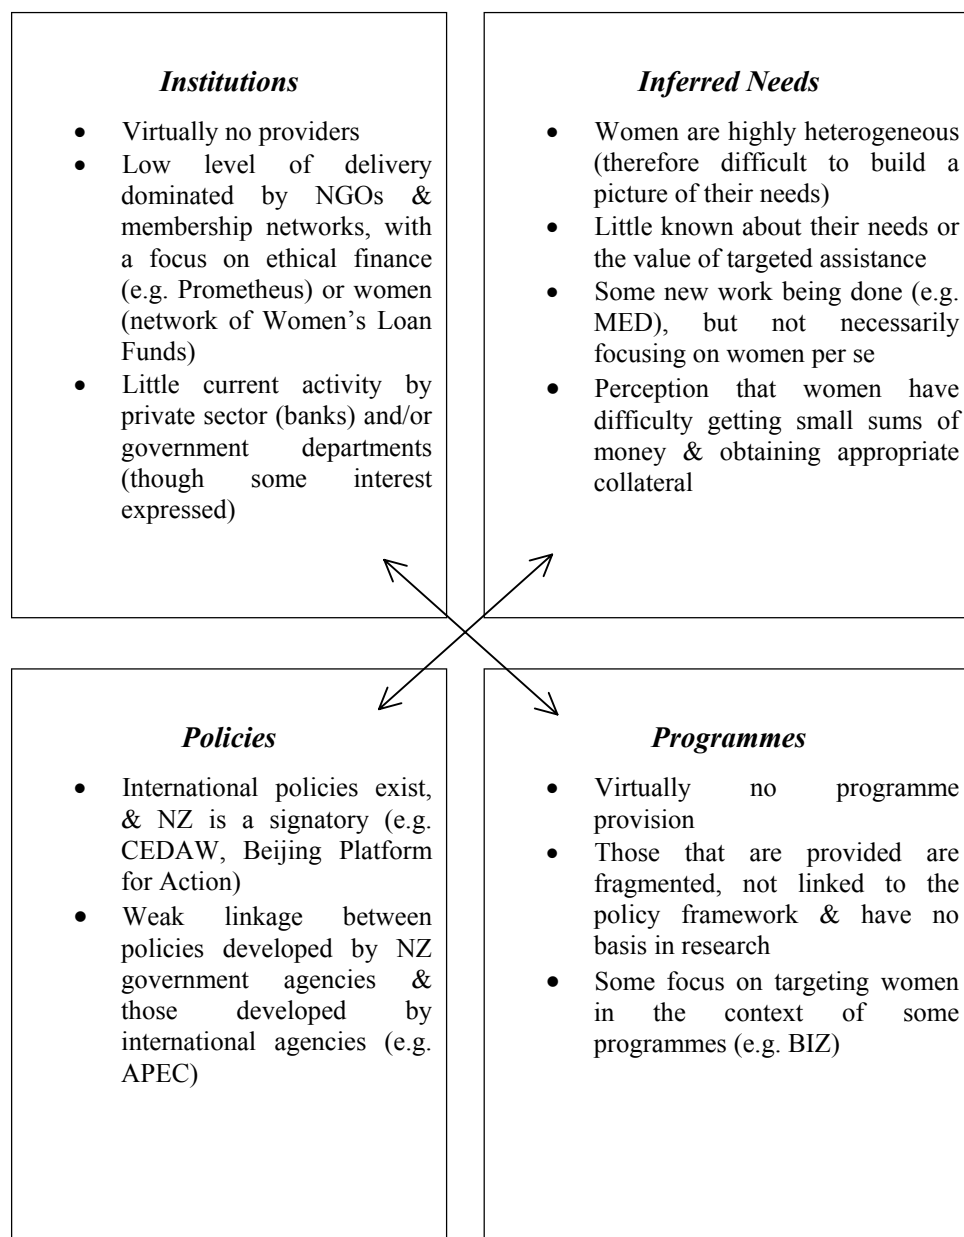 Institutions
• Virtually no providers
• Low level of delivery
dominated by NGOs &
membership networks, with
a focus on ethical finance
(e.g. Prometheus) or women
(network of Women’s Loan
Funds)
• Little current activity by
private sector (banks) and/or
government departments
(though some interest
expressed)
Inferred Needs
• Women are highly heterogeneous
(therefore difficult to build a
picture of their needs)
• Little known about their needs or
the value of targeted assistance
• Some new work being done (e.g.
MED), but not necessarily
focusing on women per se
• Perception that women have
difficulty getting small sums of
money & obtaining appropriate
collateral
Policies
• International policies exist,
& NZ is a signatory (e.g.
CEDAW, Beijing Platform
for Action)
• Weak linkage between
policies developed by NZ
government agencies &
those developed by
international agencies (e.g.
APEC)
Programmes
• Virtually no programme
provision
• Those that are provided are
fragmented, not linked to the
policy framework & have no
basis in research
• Some focus on targeting women
in the context of some
programmes (e.g. BIZ)